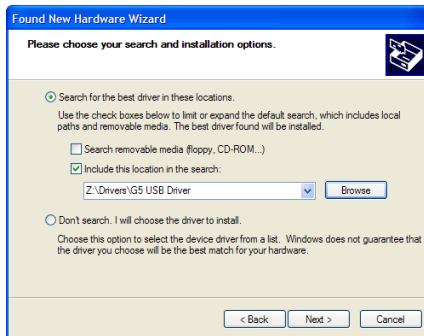 Found New Hardware Wizard
Please choose your search and installation options.
Search for the best driver in these locations.
Use the check boxes below to limit or expand the default search, which includes local
paths and removable media. The best driver found will be installed.
Search removable media (floppy, CD-ROM...)
Include this location in the search:
Z:\Drivers\G5 USB Driver
Browse
Don't search. I will choose the driver to install.
Choose this option to select the device driver from a list. Windows does not guarantee that
the driver you choose will be the best match for your hardware.
< Back Next > Cancel